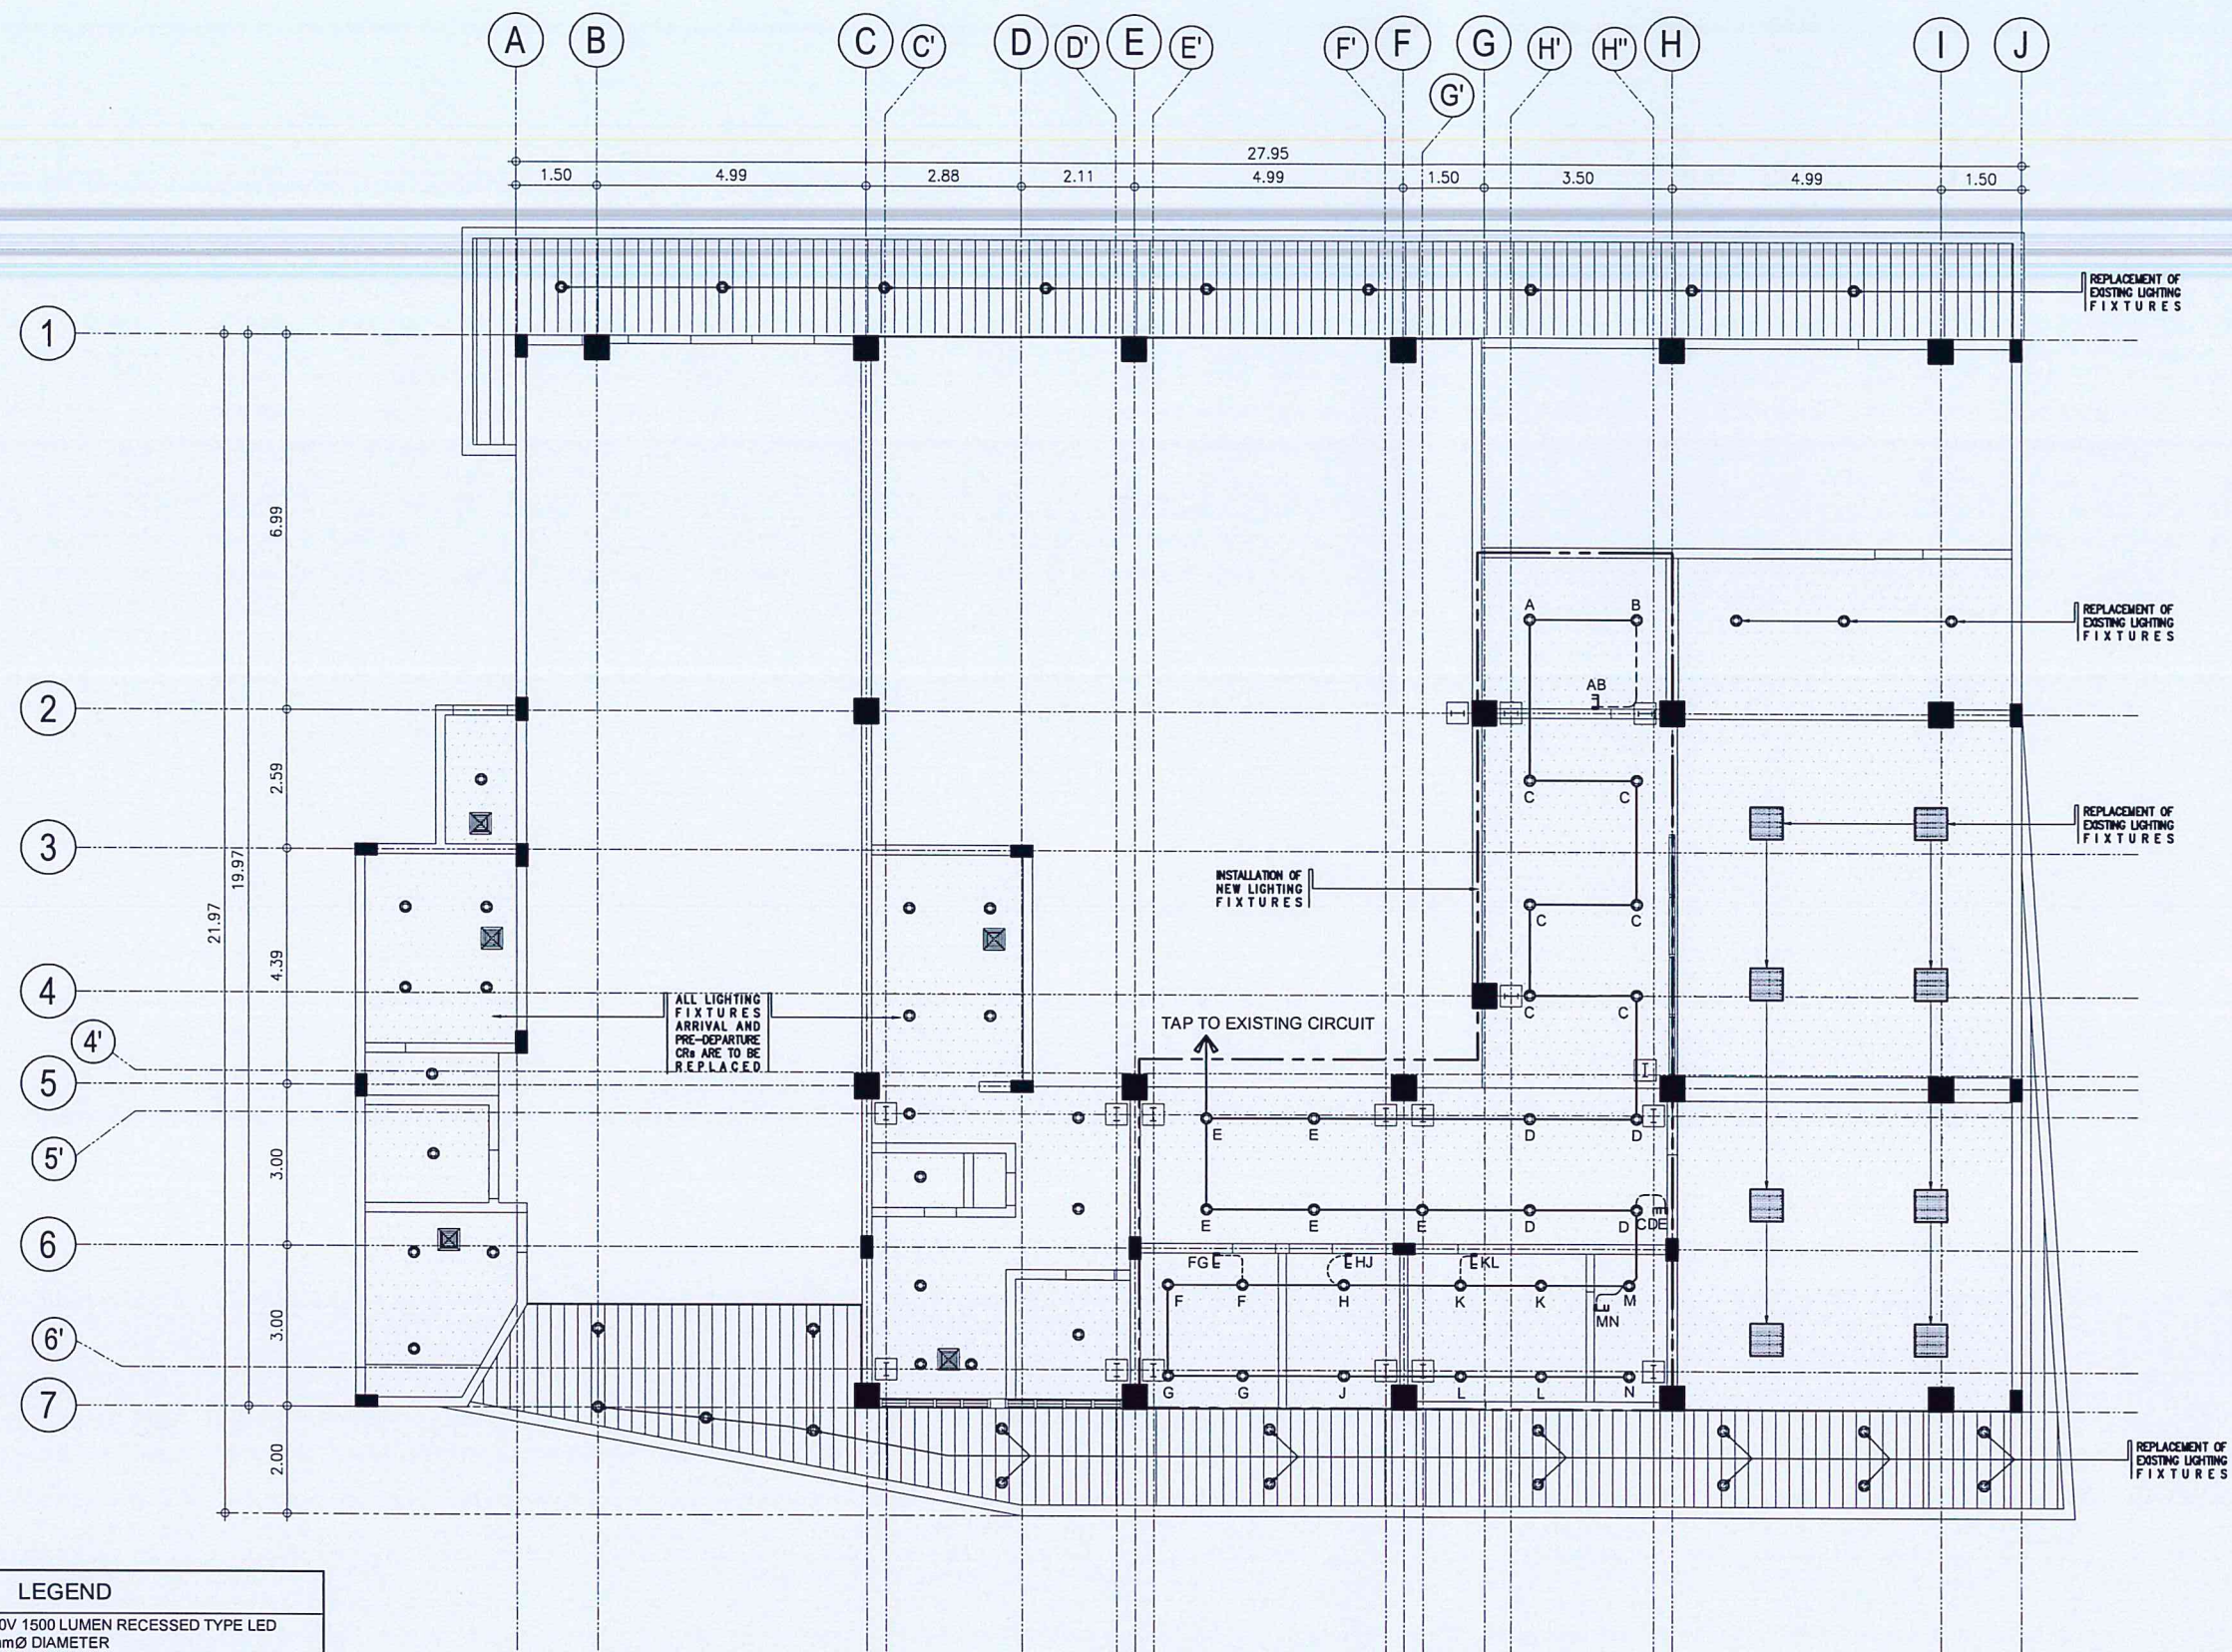 A B C C' D D' E E' F' F G H' H" H I J
G'
27.95
1.50 4.99 2.88 2.11 4.99 1.50 3.50 4.99 1.50
REPLACEMENT OF
EXISTING LIGHTING
FIXTURES
1
6.99
A B
REPLACEMENT OF
EXISTING LIGHTING
FIXTURES
AB
2
2.59
C C
REPLACEMENT OF
EXISTING LIGHTING
FIXTURES
3
19.97
21.97
INSTALLATION OF
NEW LIGHTING
FIXTURES
C C
4.39
4
ALL LIGHTING
FIXTURES
ARRIVAL AND
PRE-DEPARTURE
CRs ARE TO BE
REPLACED
C C
TAP TO EXISTING CIRCUIT
4'
5
5'
E E D D
3.00
E E E D D CDE
6
FG HJ KL
F F H K K M
MN
3.00
6'
G G J L L N
7
2.00
REPLACEMENT OF
EXISTING LIGHTING
FIXTURES
LEGEND
0V 1500 LUMEN RECESSED TYPE LED
mØ DIAMETER